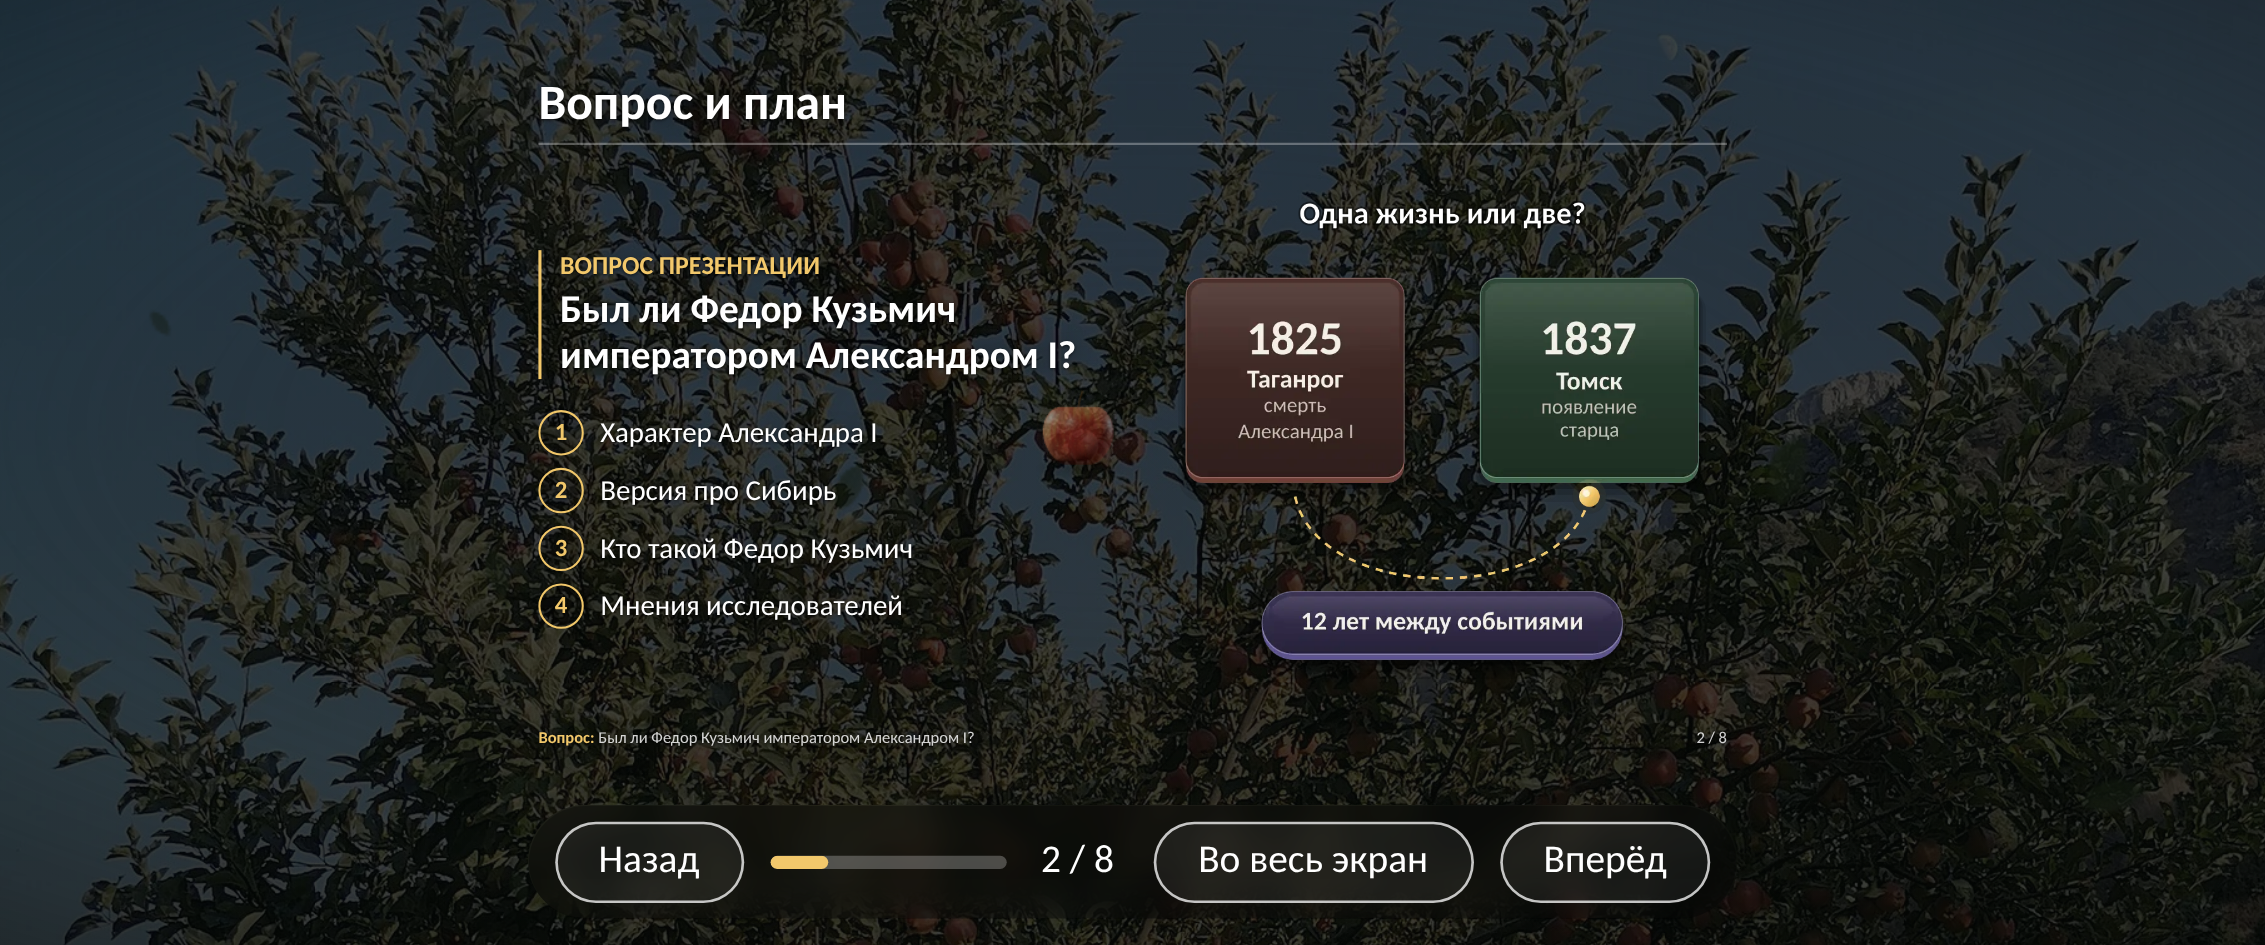 Вопрос и план
ВОПРОС ПРЕЗЕНТАЦИИ
Был ли Федор Кузьмич
императором Александром I?
1 Характер Александра I
2 Версия про Сибирь
3 Кто такой Федор Кузьмич
4 Мнения исследователей
Одна жизнь или две?
1825
Таганрог
смерть
Александра I
1837
Томск
появление
старца
12 лет между событиями
Вопрос: Был ли Федор Кузьмич императором Александром I?
2 / 8
Назад
2 / 8
Во весь экран
Вперёд